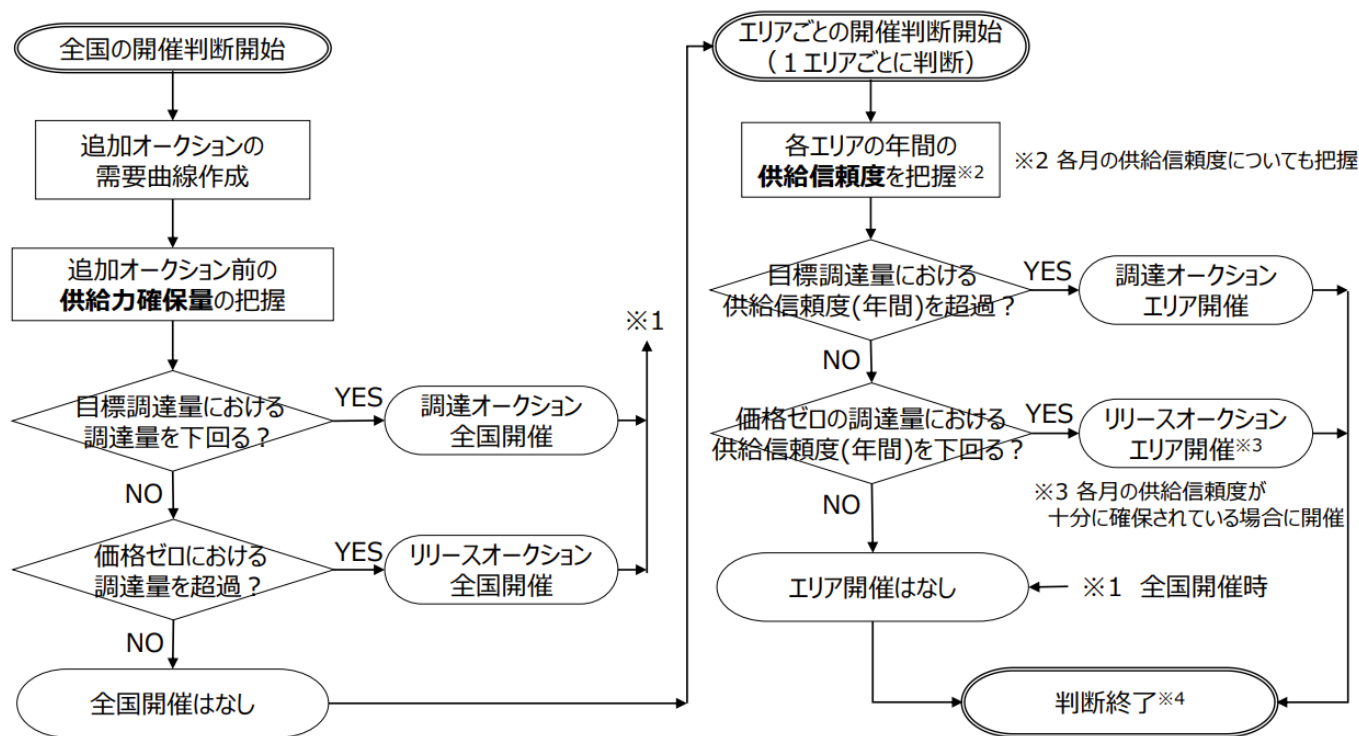 全国の開催判断開始
追加オークションの
需要曲線作成
追加オークション前の
供給力確保量の把握
※1
目標調達量における
調達量を下回る？
YES
調達オークション
全国開催
NO
価格ゼロにおける
調達量を超過？
YES
リリースオークション
全国開催
NO
全国開催はなし
エリアごとの開催判断開始
（１エリアごとに判断）
各エリアの年間の
供給信頼度を把握※2
※2 各月の供給信頼度についても把握
目標調達量における
供給信頼度(年間)を超過？
YES
調達オークション
エリア開催
NO
価格ゼロの調達量における
供給信頼度(年間)を下回る？
YES
リリースオークション
エリア開催※3
※3 各月の供給信頼度が
十分に確保されている場合に開催
NO
エリア開催はなし
※1 全国開催時
判断終了※4